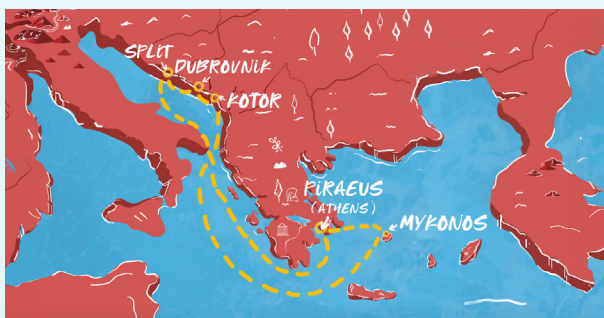 SPLIT
DUBROVNIK
KOTOR
PIRAEUS
(ATHENS)
MYKONOS